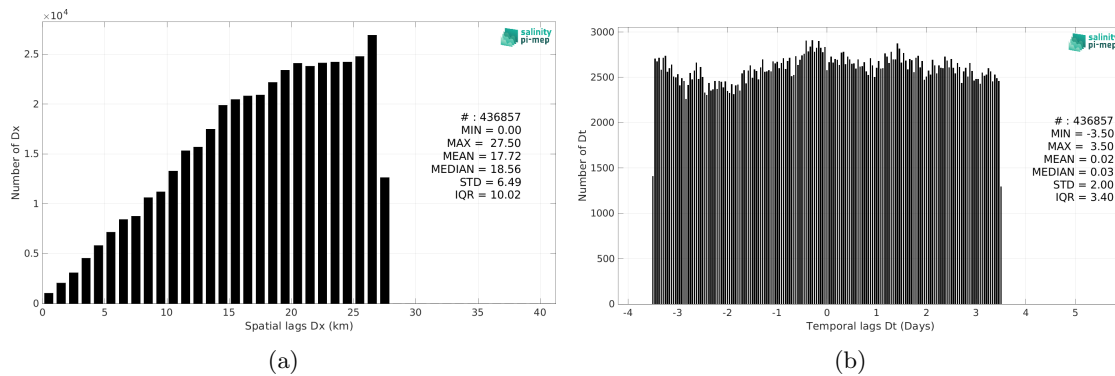 ×10⁴
2.5
2
1.5
1
0.5
0
Number of Dx
0 5 10 15 20 25 30 35 40
Spatial lags Dx (km)
salinity
pi-mep
# : 436857
MIN = 0.00
MAX = 27.50
MEAN = 17.72
MEDIAN = 18.56
STD = 6.49
IQR = 10.02
(a)
3000
2500
2000
1500
1000
500
0
Number of Dt
-4 -3 -2 -1 0 1 2 3 4 5
Temporal lags Dt (Days)
salinity
pi-mep
# : 436857
MIN = -3.50
MAX = 3.50
MEAN = 0.02
MEDIAN = 0.03
STD = 2.00
IQR = 3.40
(b)